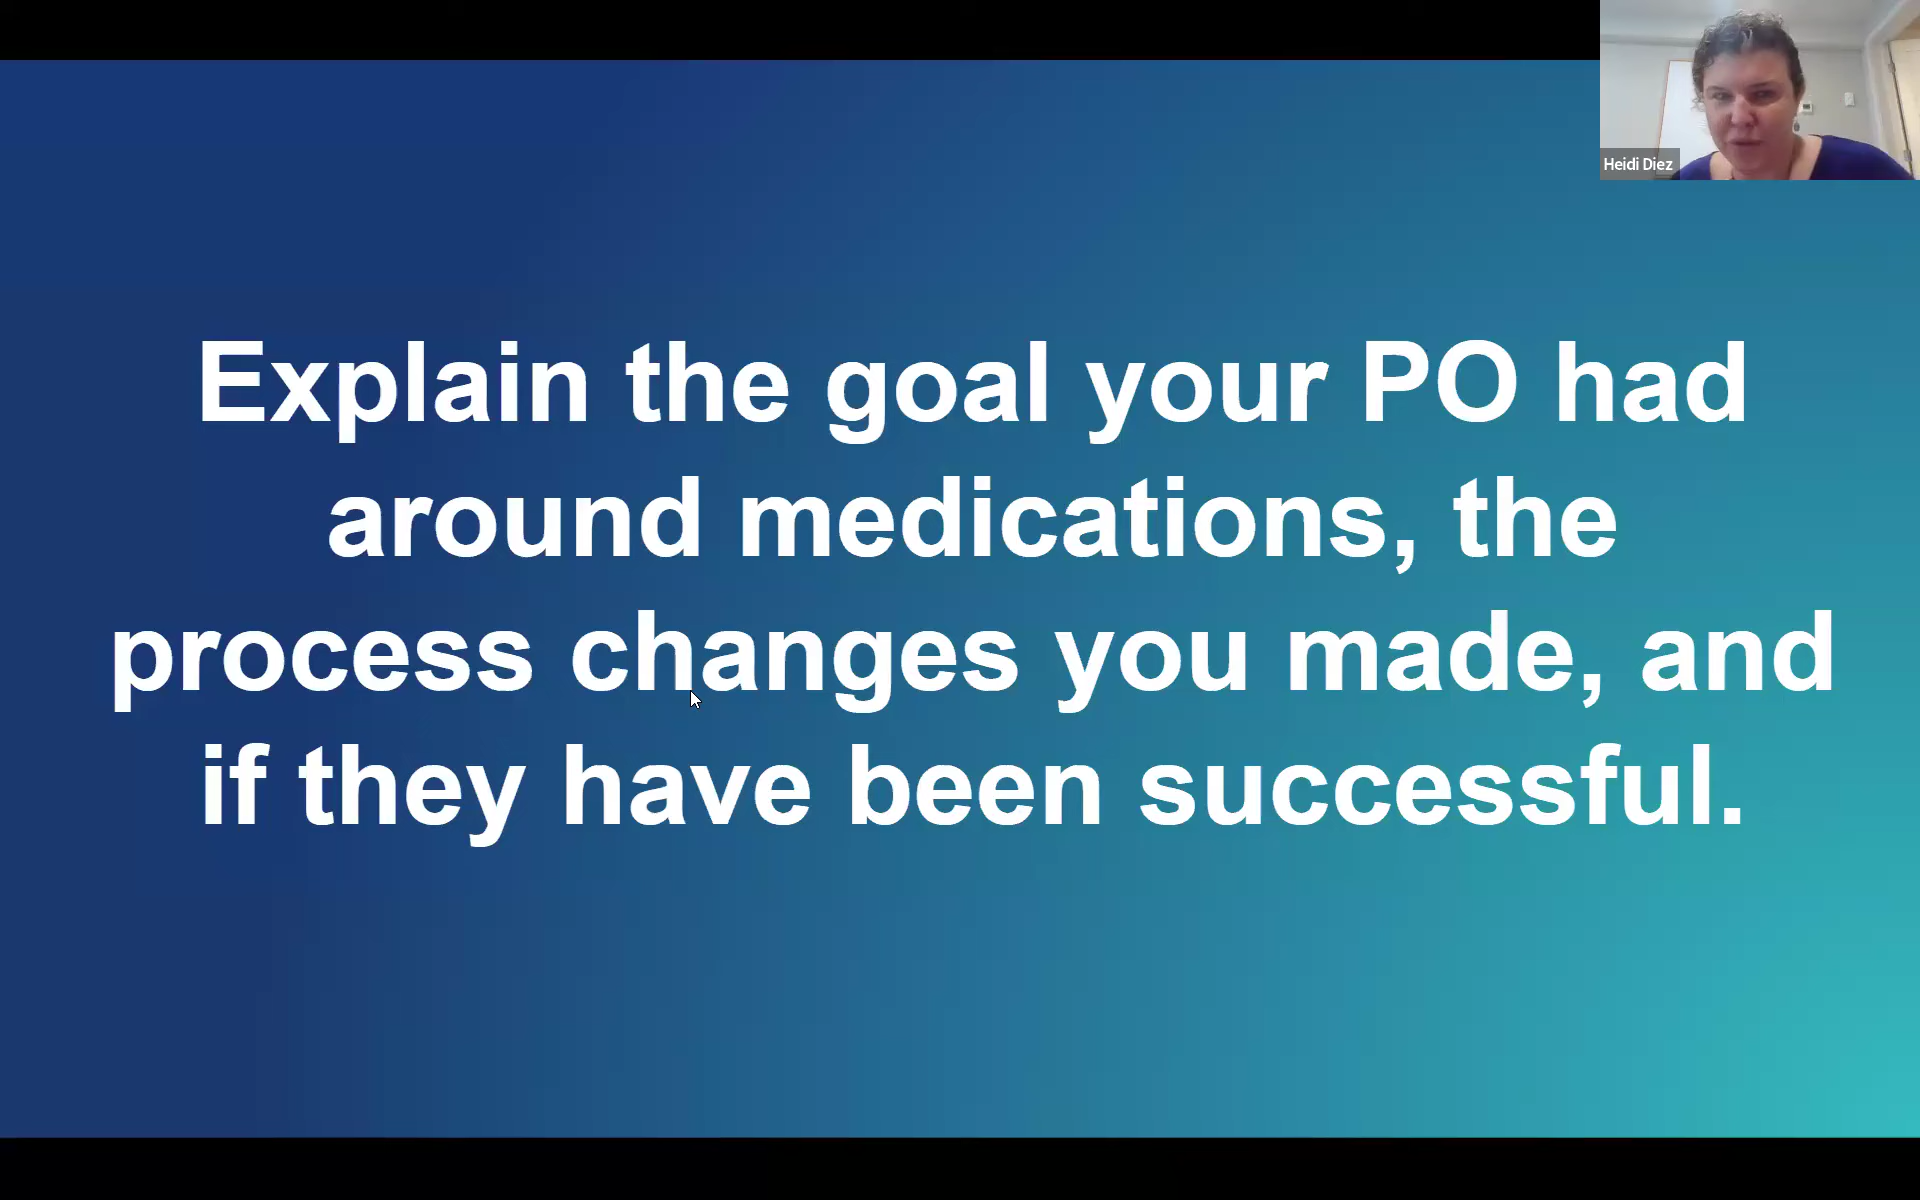 Heidi Diez
Explain the goal your PO had
around medications, the
process changes you made, and
if they have been successful.